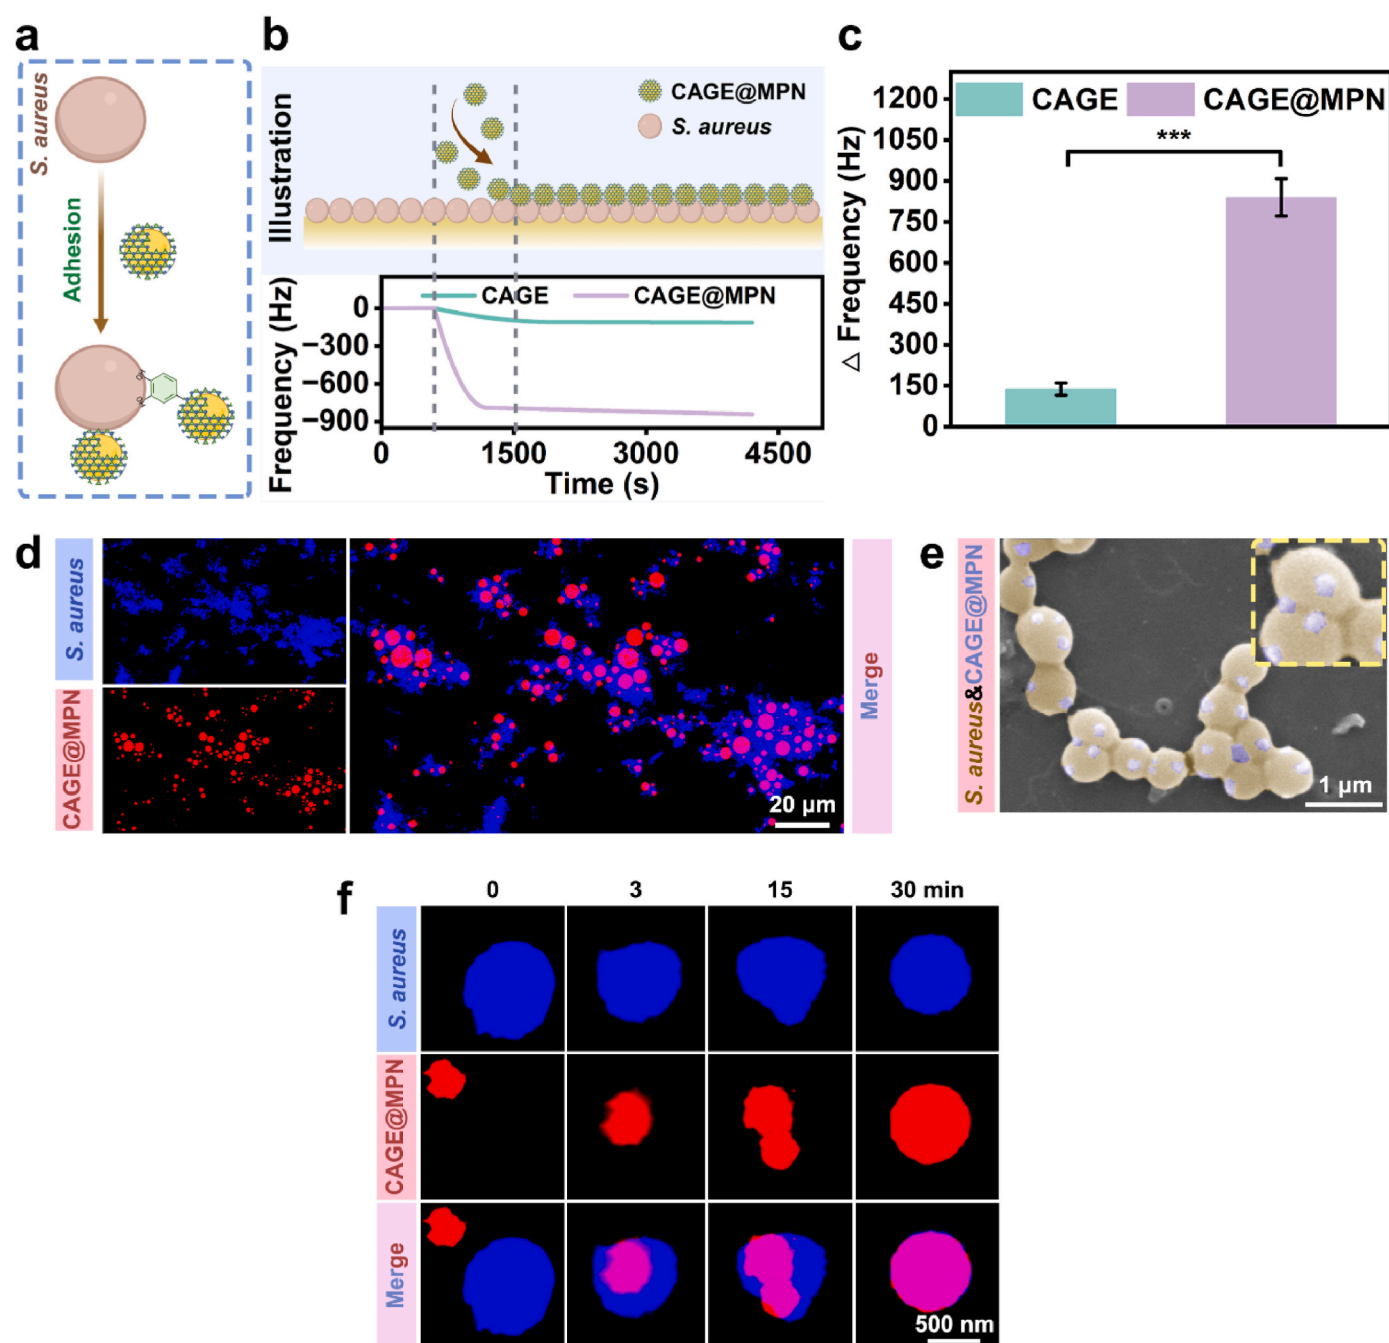 a
S. aureus
Adhesion
b
Illustration
CAGE@MPN
S. aureus
Frequency (Hz)
CAGE
CAGE@MPN
0
−300
−600
−900
0
1500
3000
4500
Time (s)
c
△ Frequency (Hz)
CAGE
CAGE@MPN
***
1200
1050
900
750
600
450
300
150
0
d
S. aureus
CAGE@MPN
20 μm
Merge
e
S. aureus&CAGE@MPN
1 μm
f
0
3
15
30 min
S. aureus
CAGE@MPN
Merge
500 nm